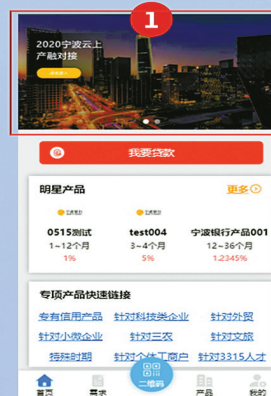 1
2020宁波云上
产融对接
我要贷款
明星产品 更多
0515测试 test004 宁波银行产品001
1~12个月 3~4个月 12~36个月
1% 5% 1.2345%
专项产品快速链接
专有信用产品 针对科技类企业 针对外贸
针对小微企业 针对三农 针对文旅
特殊时期 针对个体工商户 针对3315人才
首页 需求 二维码 产品 我的